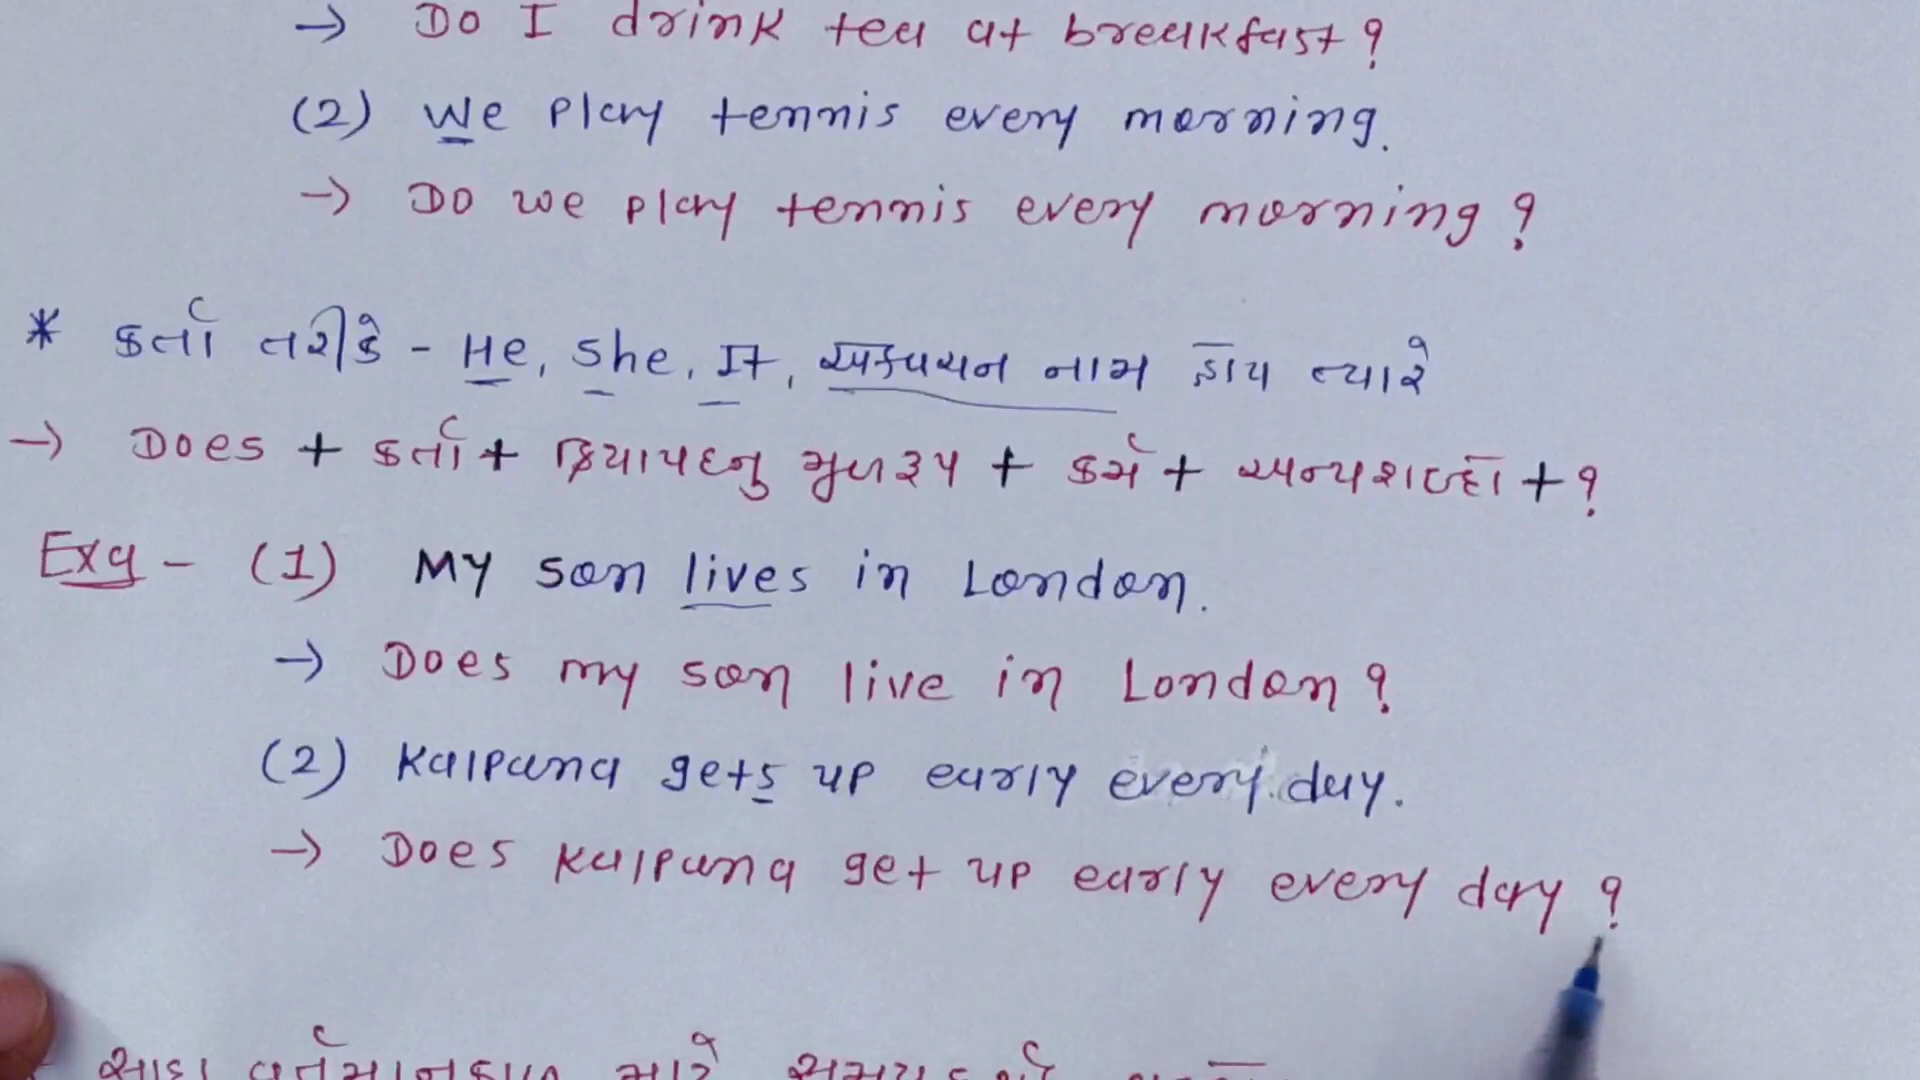 → Do I drink tea at breakfast?
(2) We play tennis every morning.
→ Do we play tennis every morning?
* કર્તા તરીકે - He, She, It, એકવચન નામ હોય ત્યારે
→ Does + કર્તા + ક્રિયાપદનુ મુળરૂપ + કર્મ + અન્યશબ્દો + ?
Exa - (1) My son lives in London.
→ Does my son live in London?
(2) Kalpana gets up early every day.
→ Does Kalpana get up early every day?
સાદા વર્તમાનકાળ માટે